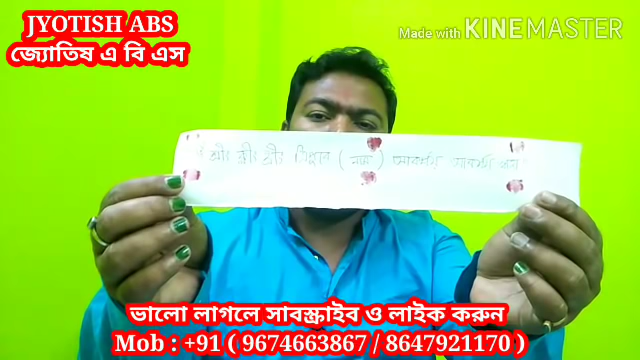 JYOTISH ABS
জ্যোতিষ এ বি এস
Made with KINEMASTER
ভালো লাগলে সাবস্ক্রাইব ও লাইক করুন
Mob : +91 ( 9674663867 / 8647921170 )